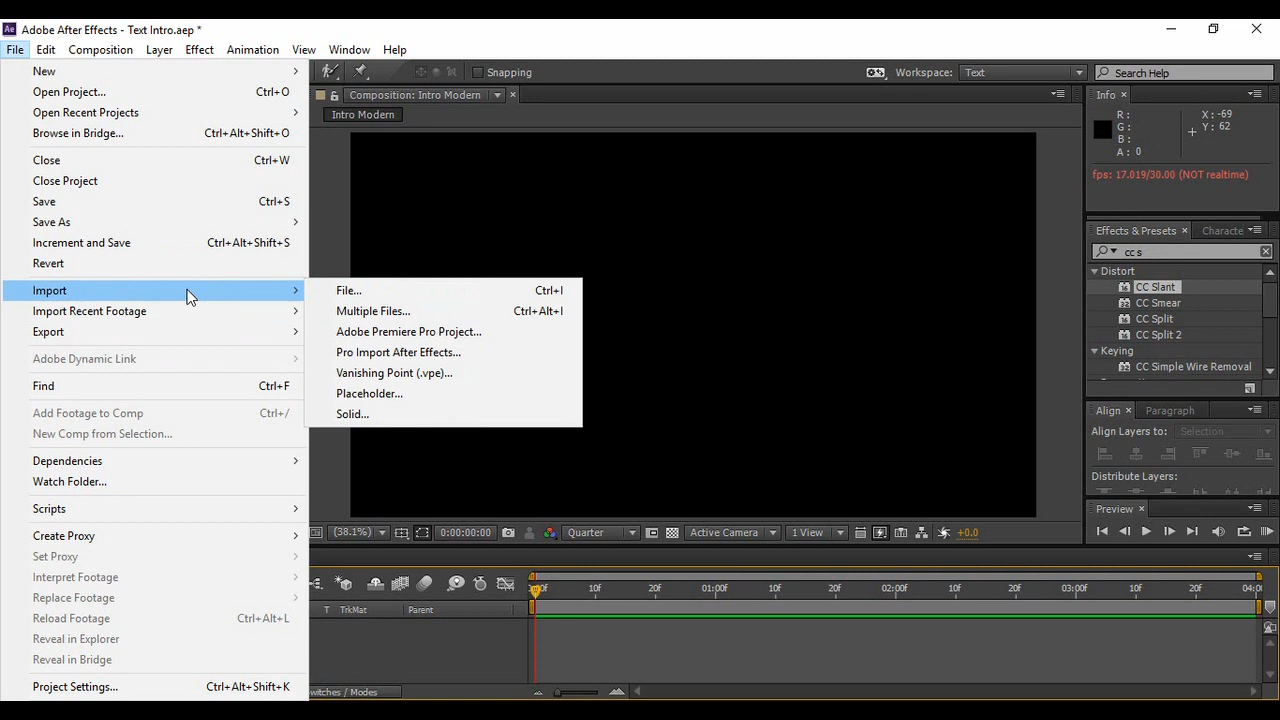 Ae Adobe After Effects - Text Intro.aep *
File Edit Composition Layer Effect Animation View Window Help
Snapping Workspace: Text Search Help
New
Open Project... Ctrl+O
Open Recent Projects
Browse in Bridge... Ctrl+Alt+Shift+O
Close Ctrl+W
Close Project
Save Ctrl+S
Save As
Increment and Save Ctrl+Alt+Shift+S
Revert
Import
Import Recent Footage
Export
Adobe Dynamic Link
Find Ctrl+F
Add Footage to Comp Ctrl+/
New Comp from Selection...
Dependencies
Watch Folder...
Scripts
Create Proxy
Set Proxy
Interpret Footage
Replace Footage
Reload Footage Ctrl+Alt+L
Reveal in Explorer
Reveal in Bridge
Project Settings... Ctrl+Alt+Shift+K
File... Ctrl+I
Multiple Files... Ctrl+Alt+I
Adobe Premiere Pro Project...
Pro Import After Effects...
Vanishing Point (.vpe)...
Placeholder...
Solid...
Composition: Intro Modern
Intro Modern
Info
R : X : -69
G : Y : 62
B :
A : 0
fps: 17.019/30.00 (NOT realtime)
Effects & Presets Characte
cc s
Distort
CC Slant
CC Smear
CC Split
CC Split 2
Keying
CC Simple Wire Removal
Align Paragraph
Align Layers to: Selection
Distribute Layers:
Preview
(38.1%) 0:00:00:00 Quarter Active Camera 1 View +0.0
10f 20f 01:00f 10f 20f 02:00f 10f 20f 03:00f 10f 20f 04:0
T TrkMat Parent
witches / Modes